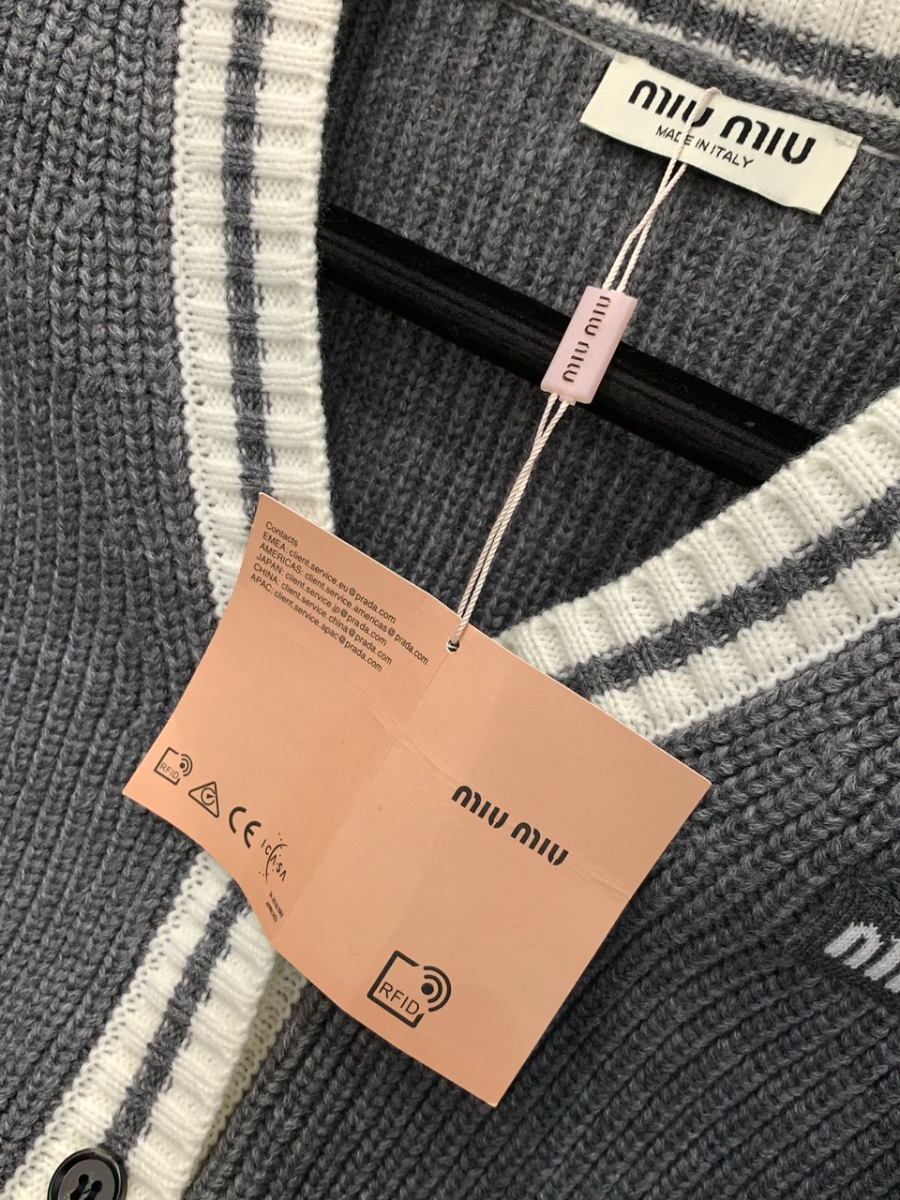 MIU MIU
MADE IN ITALY
MIU MIU
Contacts
EMEA: client.service.eu@prada.com
AMERICAS: client.service.americas@prada.com
JAPAN: client.service.jp@prada.com
CHINA: client.service.china@prada.com
APAC: client.service.apac@prada.com
RFID
CE
ICASA
APPROVED
MIU MIU
RFID